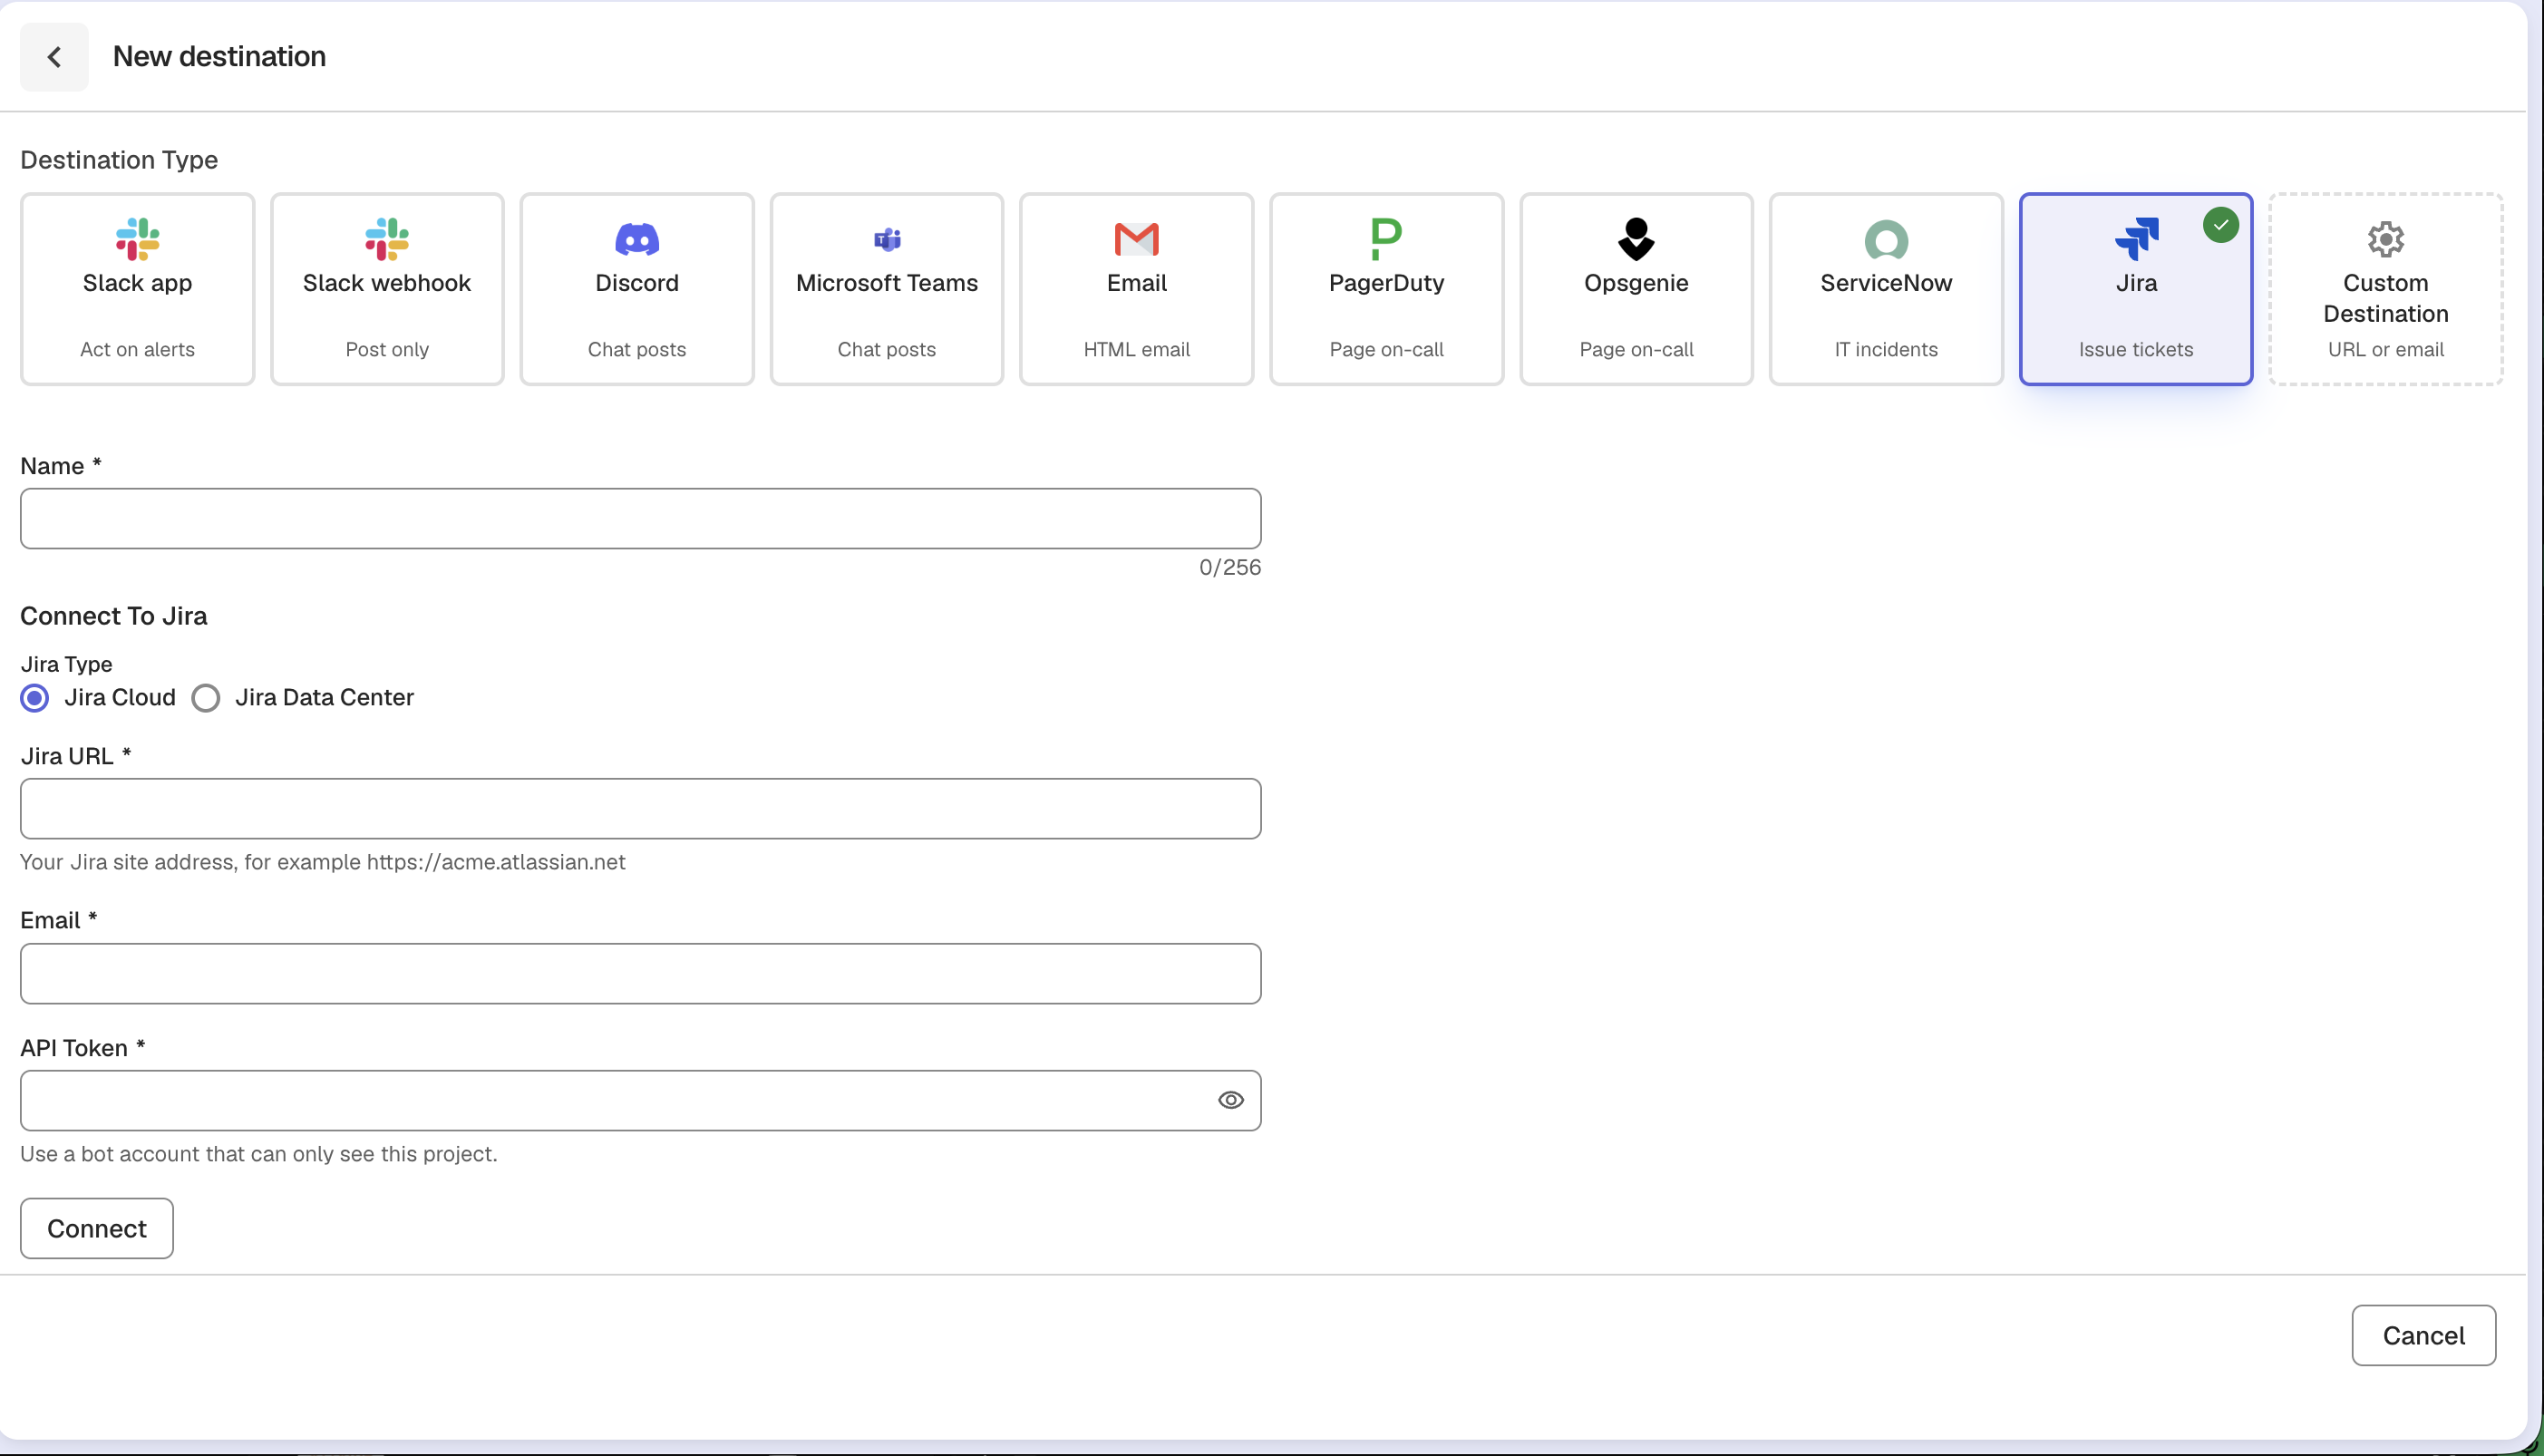 New destination
Destination Type
Slack app
Act on alerts
Slack webhook
Post only
Discord
Chat posts
Microsoft Teams
Chat posts
Email
HTML email
PagerDuty
Page on-call
Opsgenie
Page on-call
ServiceNow
IT incidents
Jira
Issue tickets
Custom
Destination
URL or email
Name *
0/256
Connect To Jira
Jira Type
Jira Cloud Jira Data Center
Jira URL *
Your Jira site address, for example https://acme.atlassian.net
Email *
API Token *
Use a bot account that can only see this project.
Connect
Cancel